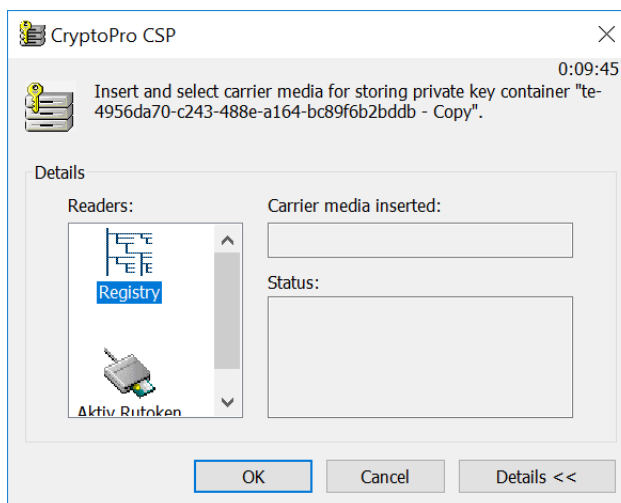 CryptoPro CSP
0:09:45
Insert and select carrier media for storing private key container "te-
4956da70-c243-488e-a164-bc89f6b2bddb - Copy".
Details
Readers:
Carrier media inserted:
Registry
Status:
Aktiv Rutoken
OK
Cancel
Details <<